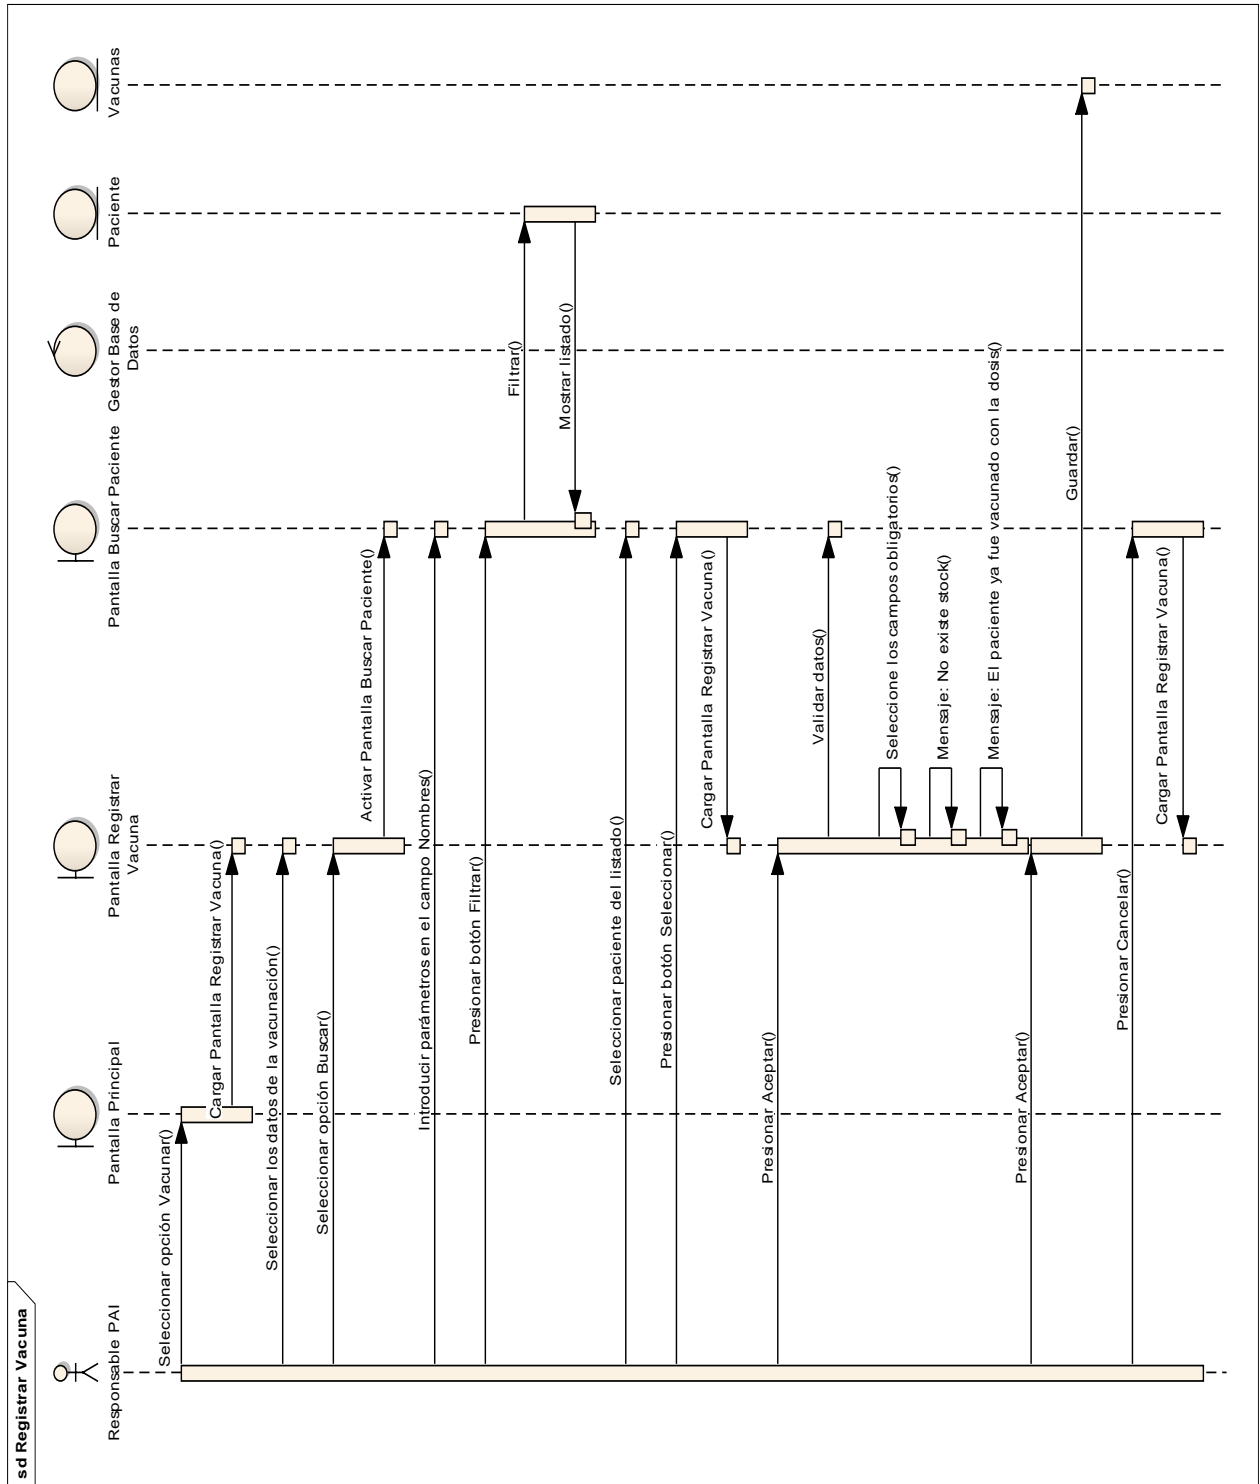 sd Registrar Vacuna
Responsable PAI
Pantalla Principal
Pantalla Registrar
Vacuna
Pantalla Buscar Paciente
Gestor Base de
Datos
Paciente
Vacunas
Seleccionar opción Vacunar()
Cargar Pantalla Registrar Vacuna()
Seleccionar los datos de la vacunación()
Seleccionar opción Buscar()
Activar Pantalla Buscar Paciente()
Introducir parámetros en el campo Nombres()
Presionar botón Filtrar()
Filtrar()
Mostrar listado()
Seleccionar paciente del listado()
Presionar botón Seleccionar()
Cargar Pantalla Registrar Vacuna()
Presionar Aceptar()
Validar datos()
Seleccione los campos obligatorios()
Mensaje: No existe stock()
Mensaje: El paciente ya fue vacunado con la dosis()
Presionar Aceptar()
Guardar()
Presionar Cancelar()
Cargar Pantalla Registrar Vacuna()